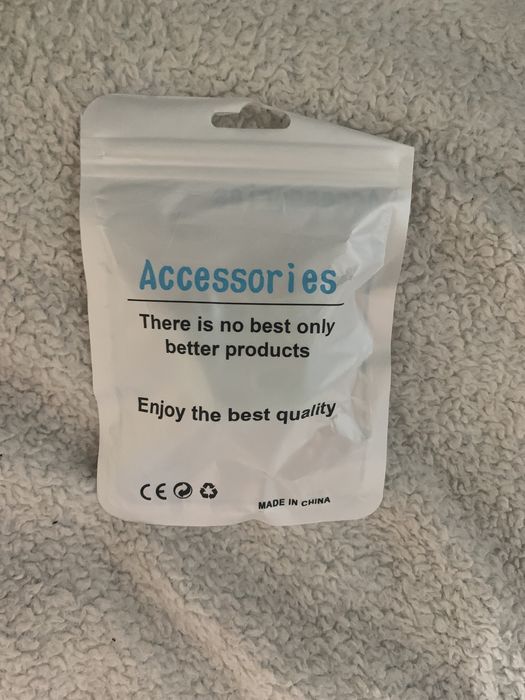 Accessories
There is no best only
better products
Enjoy the best quality
CE
MADE IN CHINA